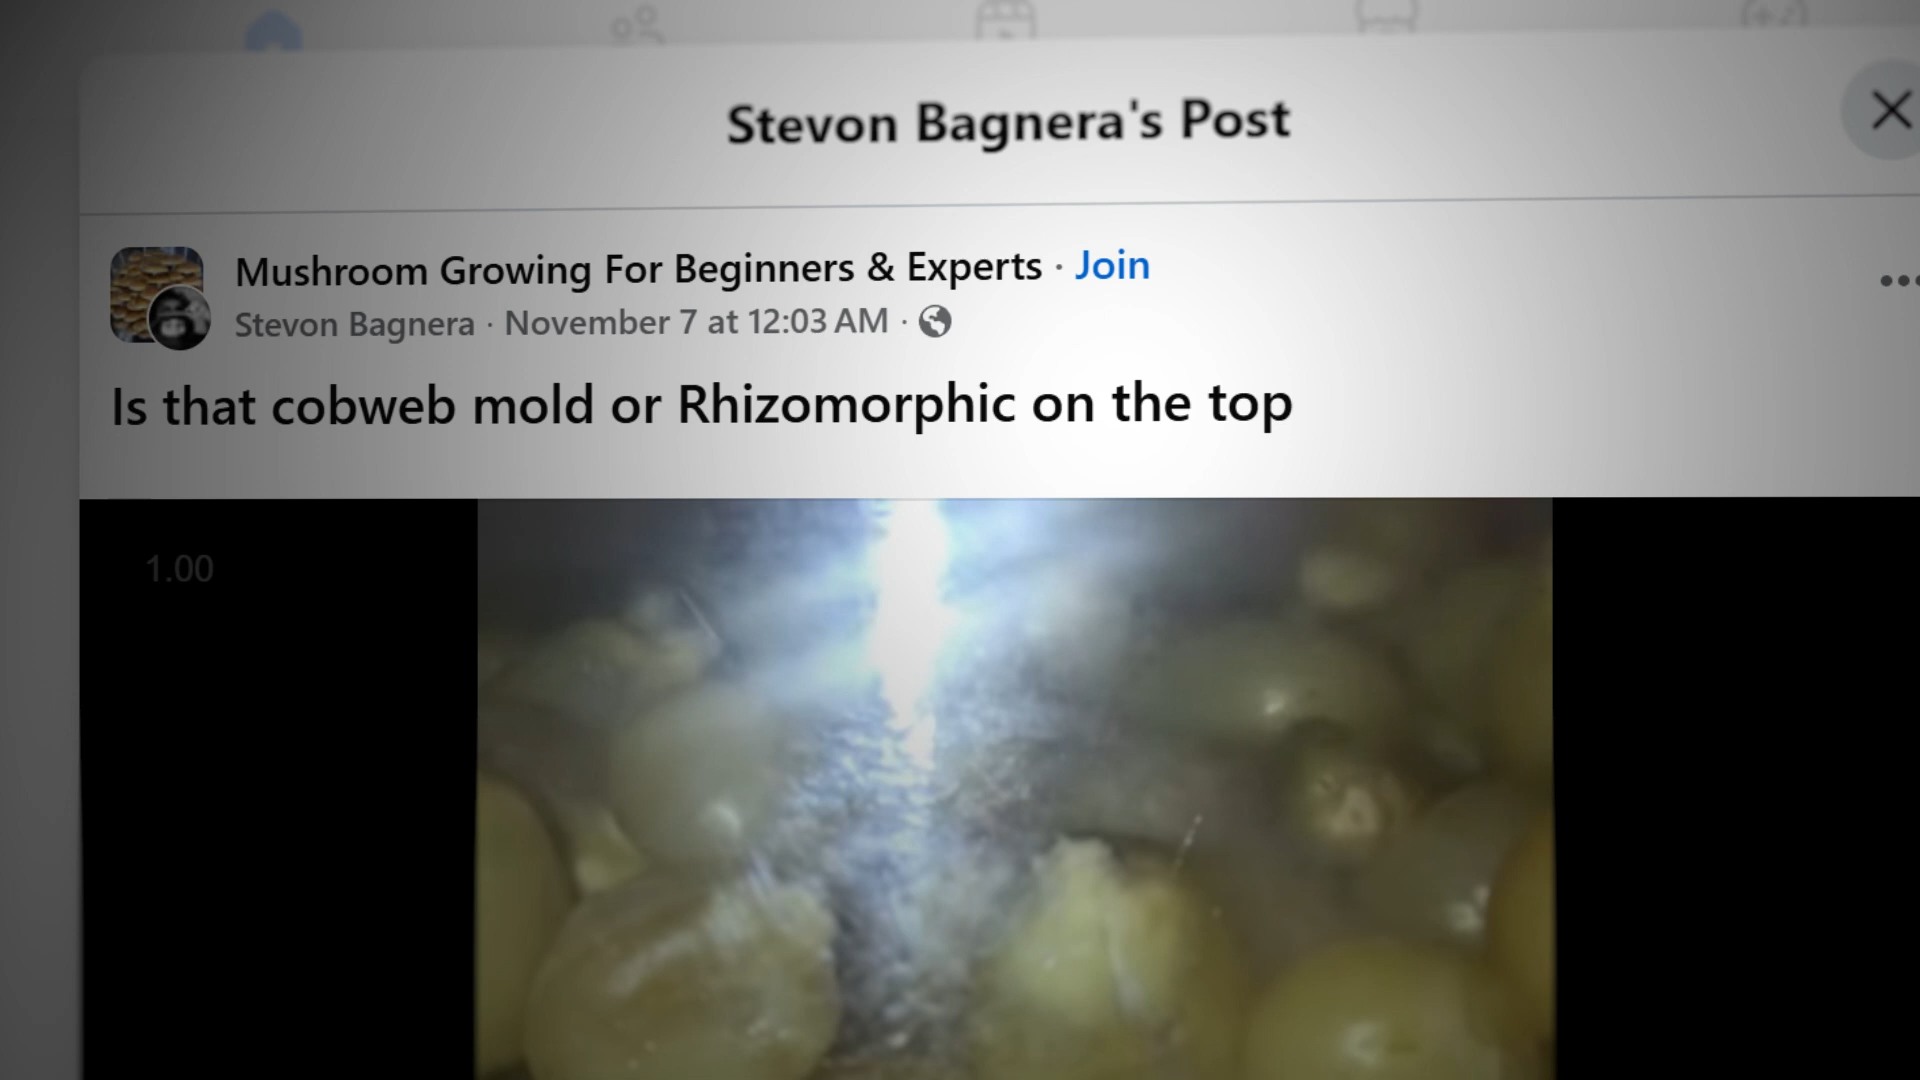 Stevon Bagnera's Post
Mushroom Growing For Beginners & Experts · Join
Stevon Bagnera · November 7 at 12:03 AM ·
Is that cobweb mold or Rhizomorphic on the top
1.00